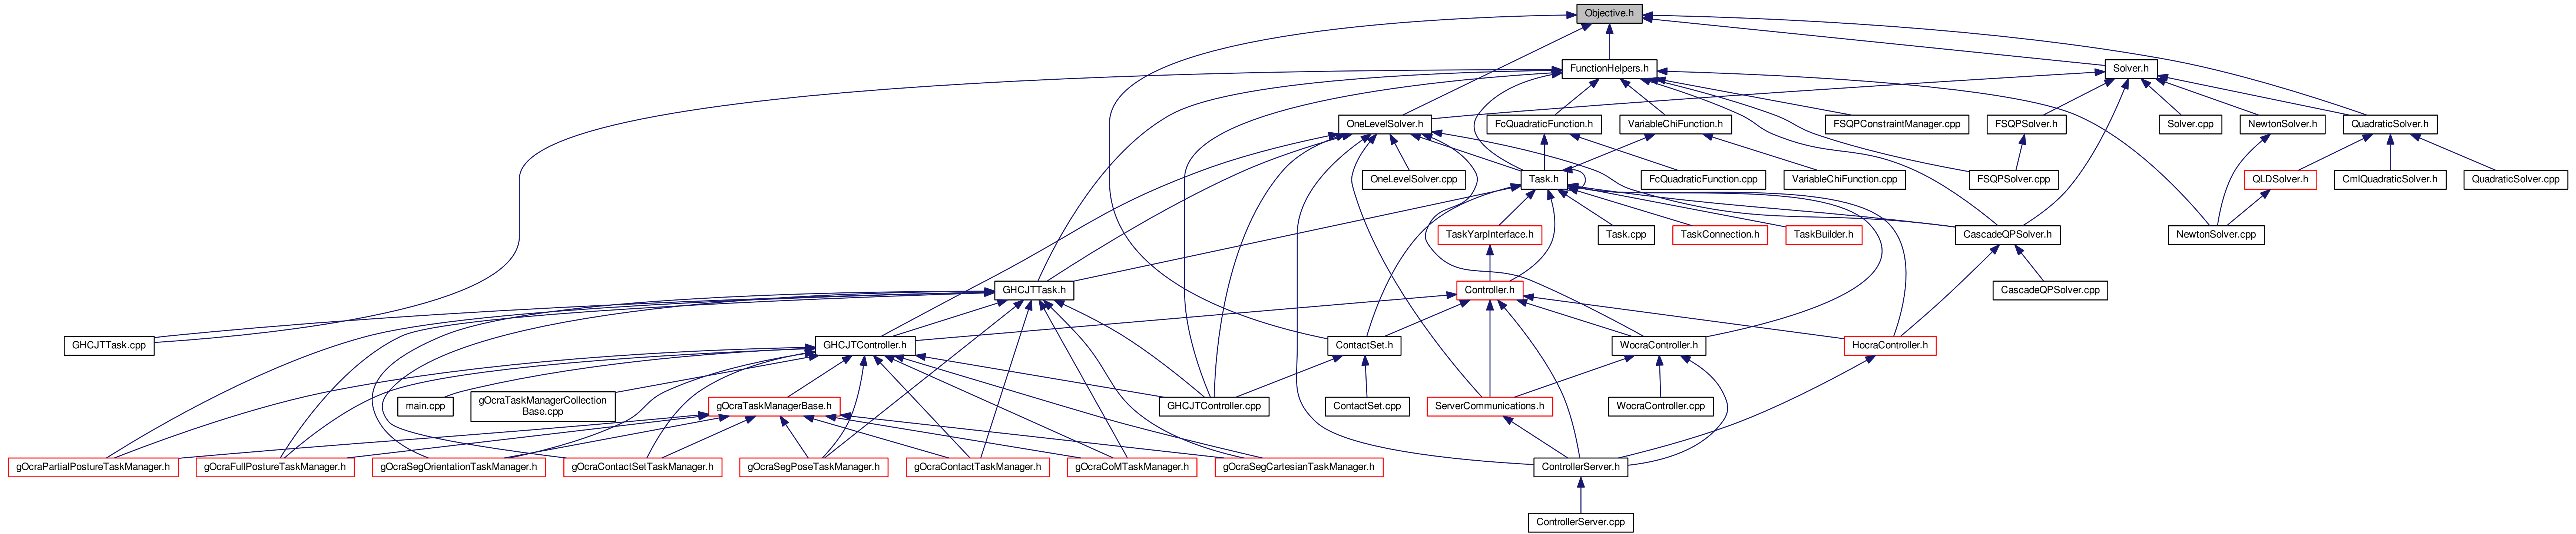 Objective.h
FunctionHelpers.h
Solver.h
OneLevelSolver.h
FcQuadraticFunction.h
VariableChiFunction.h
FSQPConstraintManager.cpp
FSQPSolver.h
Solver.cpp
NewtonSolver.h
QuadraticSolver.h
OneLevelSolver.cpp
Task.h
FcQuadraticFunction.cpp
VariableChiFunction.cpp
FSQPSolver.cpp
QLDSolver.h
CmlQuadraticSolver.h
QuadraticSolver.cpp
TaskYarpInterface.h
Task.cpp
TaskConnection.h
TaskBuilder.h
CascadeQPSolver.h
NewtonSolver.cpp
GHCJTTask.h
Controller.h
CascadeQPSolver.cpp
GHCJTTask.cpp
GHCJTController.h
ContactSet.h
WocraController.h
HocraController.h
main.cpp
gOcraTaskManagerCollection
Base.cpp
gOcraTaskManagerBase.h
GHCJTController.cpp
ContactSet.cpp
ServerCommunications.h
WocraController.cpp
gOcraPartialPostureTaskManager.h
gOcraFullPostureTaskManager.h
gOcraSegOrientationTaskManager.h
gOcraContactSetTaskManager.h
gOcraSegPoseTaskManager.h
gOcraContactTaskManager.h
gOcraCoMTaskManager.h
gOcraSegCartesianTaskManager.h
ControllerServer.h
ControllerServer.cpp